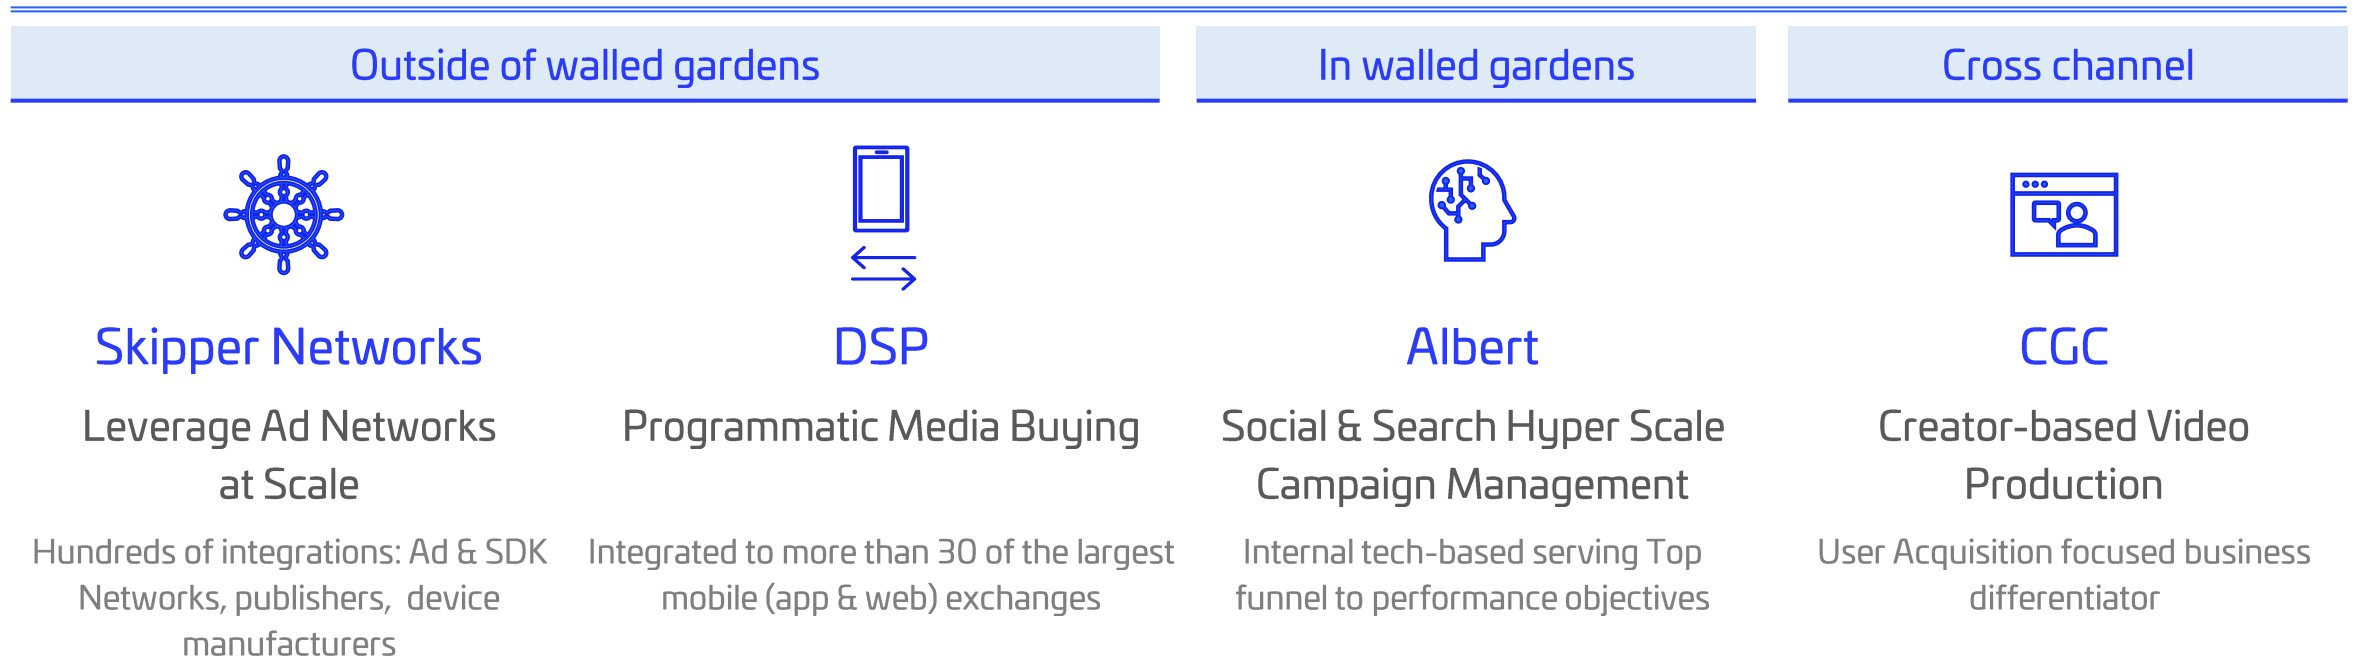 Outside of walled gardens
In walled gardens
Cross channel
Skipper Networks
Leverage Ad Networks
at Scale
Hundreds of integrations: Ad & SDK
Networks, publishers,  device
manufacturers
DSP
Programmatic Media Buying
Integrated to more than 30 of the largest
mobile (app & web) exchanges
Albert
Social & Search Hyper Scale
Campaign Management
Internal tech-based serving Top
funnel to performance objectives
CGC
Creator-based Video
Production
User Acquisition focused business
differentiator